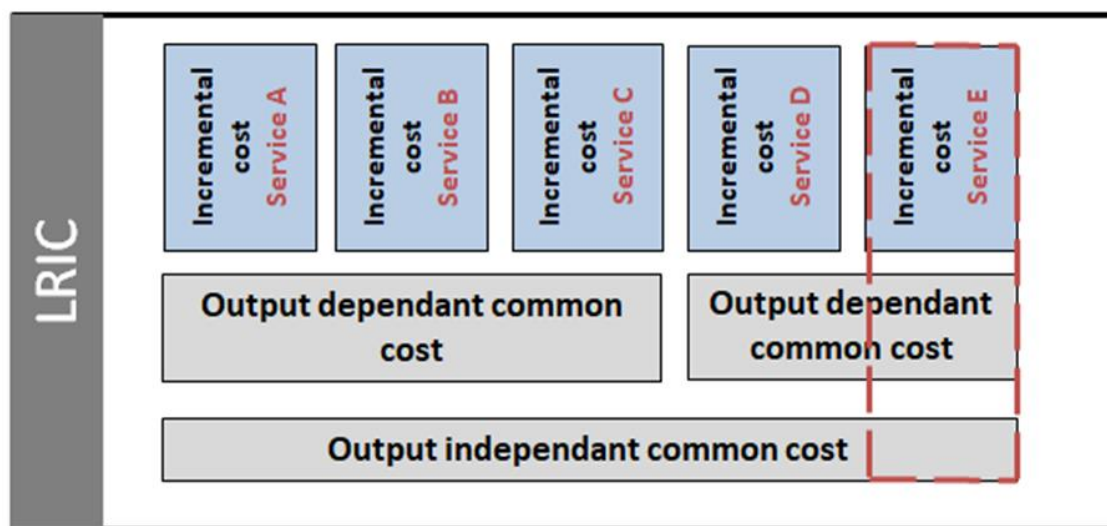 LRIC
Incremental
cost
Service A
Incremental
cost
Service B
Incremental
cost
Service C
Incremental
cost
Service D
Incremental
cost
Service E
Output dependant common
cost
Output dependant
common cost
Output independant common cost